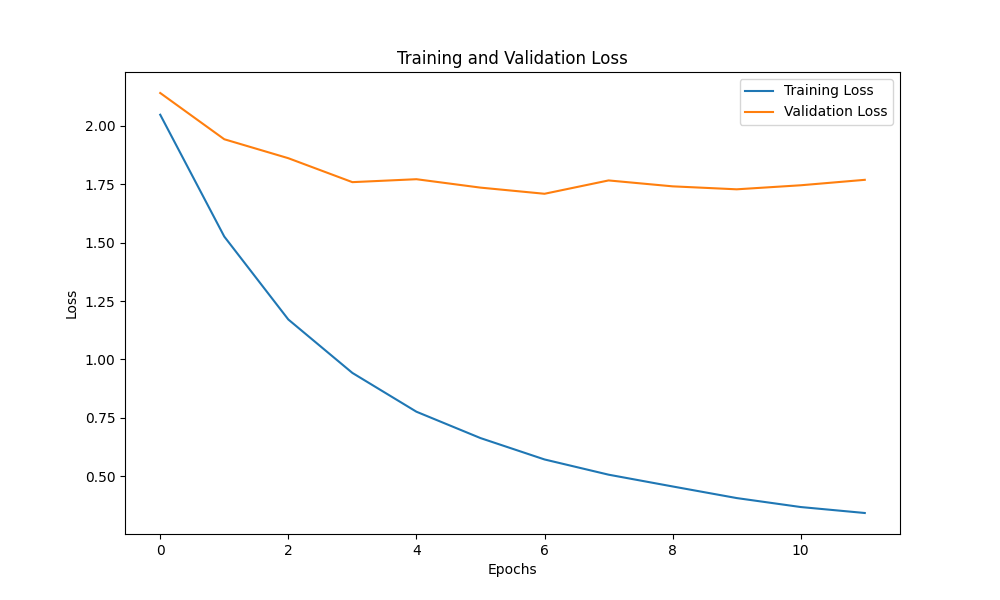 Training and Validation Loss
Training Loss
Validation Loss
2.00
1.75
1.50
1.25
1.00
0.75
0.50
Loss
0 2 4 6 8 10
Epochs